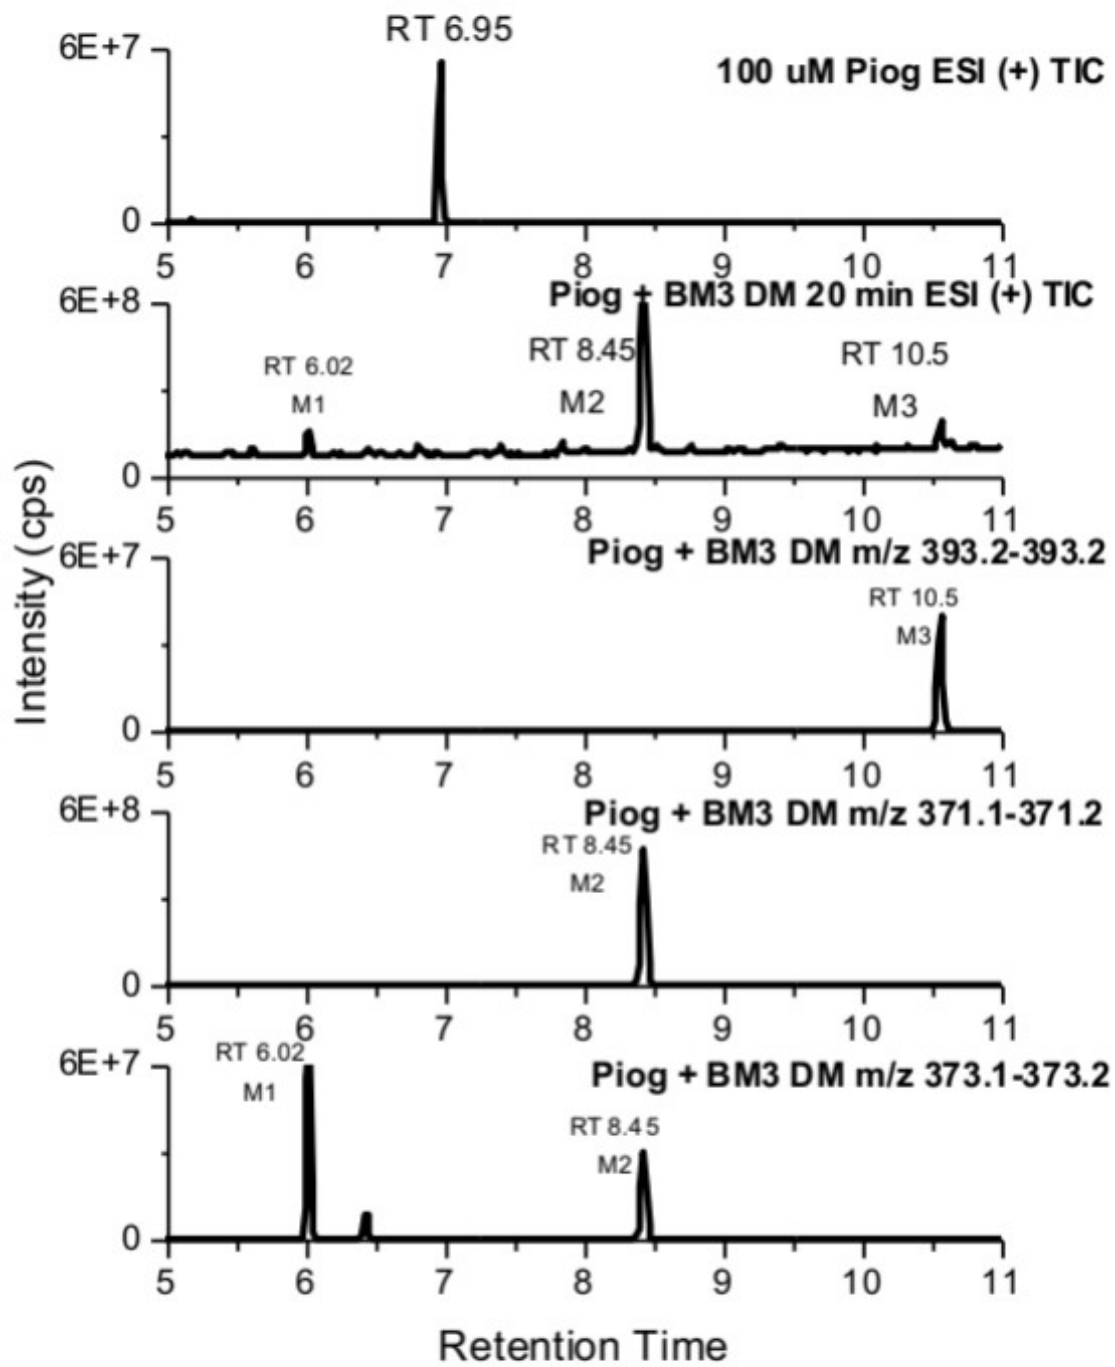 RT 6.95
6E+7
100 uM Piog ESI (+) TIC
0
5 6 7 8 9 10 11
Piog + BM3 DM 20 min ESI (+) TIC
6E+8
RT 8.45
RT 10.5
RT 6.02
M1
M2
M3
0
5 6 7 8 9 10 11
Piog + BM3 DM m/z 393.2-393.2
6E+7
RT 10.5
M3
0
5 6 7 8 9 10 11
Piog + BM3 DM m/z 371.1-371.2
6E+8
RT 8.45
M2
0
5 6 7 8 9 10 11
RT 6.02
6E+7
Piog + BM3 DM m/z 373.1-373.2
M1
RT 8.45
M2
0
5 6 7 8 9 10 11
Intensity (cps)
Retention Time